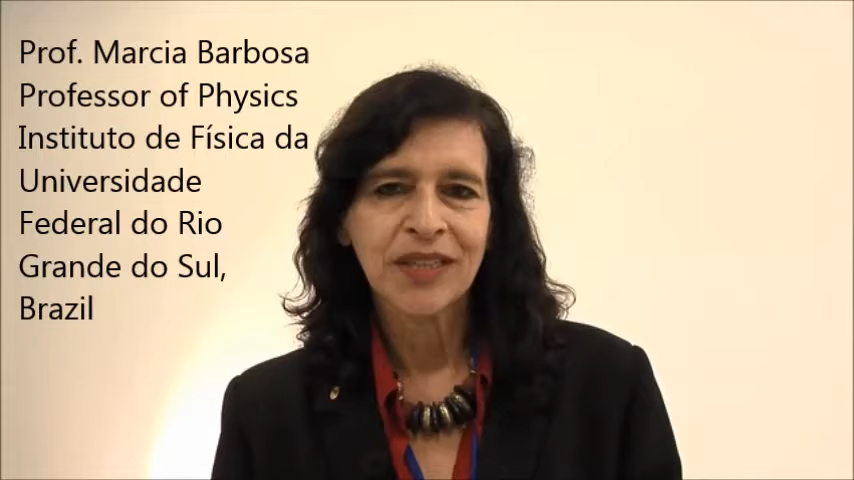 Prof. Marcia Barbosa
Professor of Physics
Instituto de Física da
Universidade
Federal do Rio
Grande do Sul,
Brazil